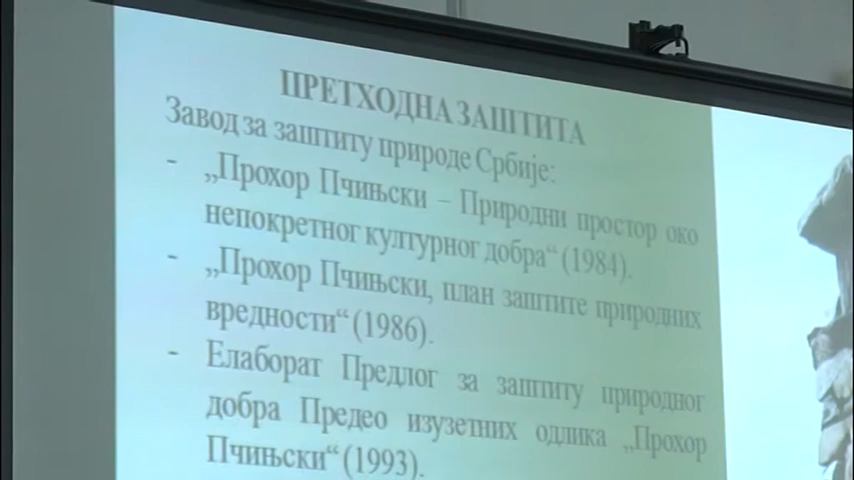 ПРЕТХОДНА ЗАШТИТА
Завод за заштиту природе Србије:
- „Прохор Пчињски – Природни простор око
непокретног културног добра“ (1984).
- „Прохор Пчињски, план заштите природних
вредности“ (1986).
- Елаборат Предлог за заштиту природног
добра Предео изузетних одлика „Прохор
Пчињски“ (1993).